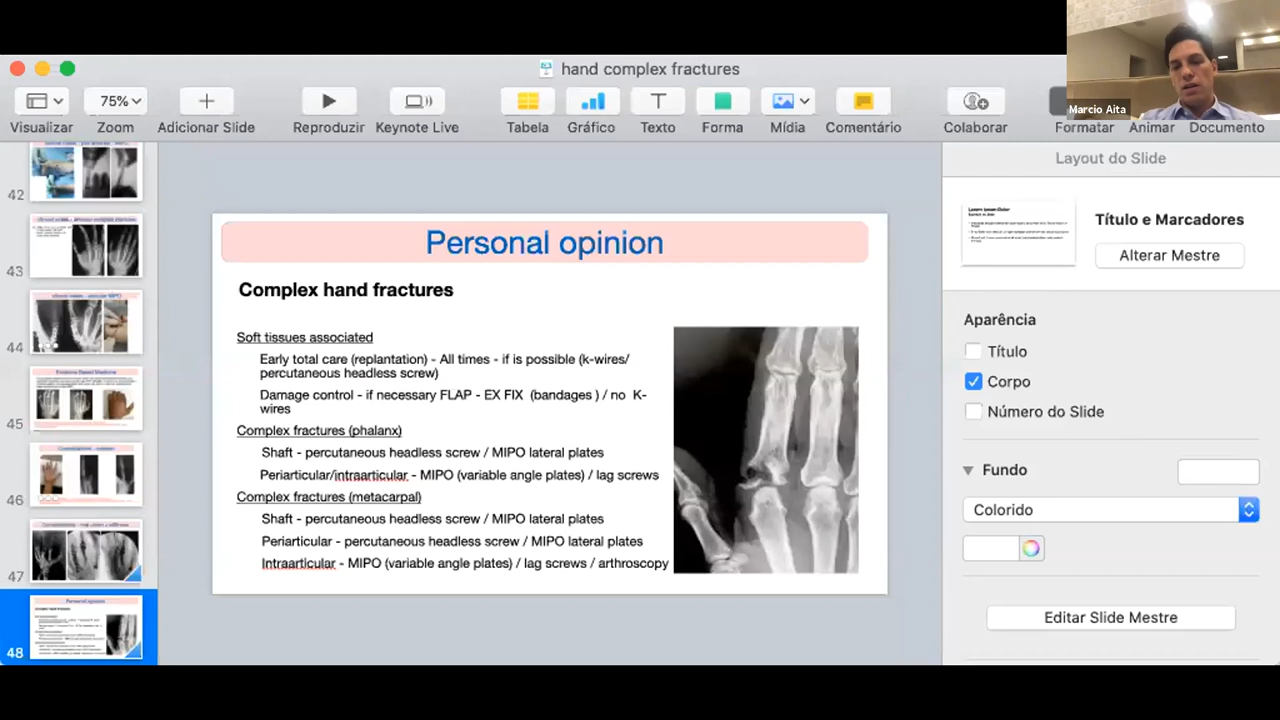 hand complex fractures
Marcio Aita
75%
Visualizar
Zoom
Adicionar Slide
Reproduzir
Keynote Live
Tabela
Gráfico
Texto
Forma
Mídia
Comentário
Colaborar
Formatar
Animar
Documento
42
43
44
45
Evidence Based Medicine
46
47
48
Personal opinion
Personal opinion
Complex hand fractures
Soft tissues associated
Early total care (replantation) - All times - if is possible (k-wires/
percutaneous headless screw)
Damage control - if necessary FLAP - EX FIX (bandages ) / no K-
wires
Complex fractures (phalanx)
Shaft - percutaneous headless screw / MIPO lateral plates
Periarticular/intraarticular - MIPO (variable angle plates) / lag screws
Complex fractures (metacarpal)
Shaft - percutaneous headless screw / MIPO lateral plates
Periarticular - percutaneous headless screw / MIPO lateral plates
Intraarticular - MIPO (variable angle plates) / lag screws / arthroscopy
Layout do Slide
Título e Marcadores
Alterar Mestre
Aparência
Título
Corpo
Número do Slide
Fundo
Colorido
Editar Slide Mestre